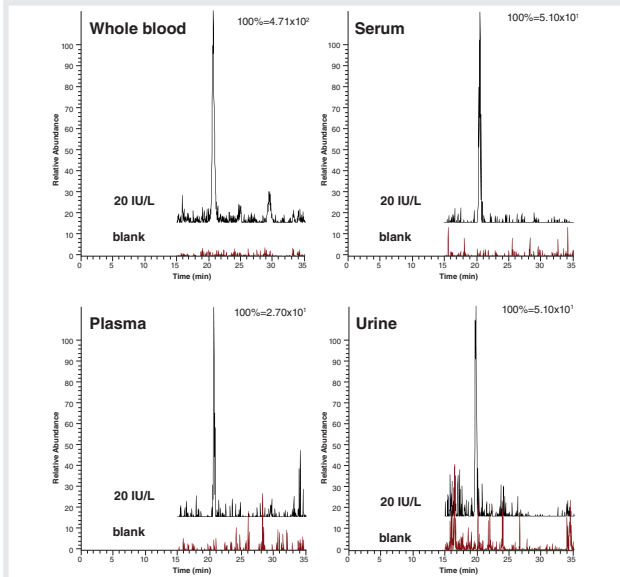 Whole blood
100%=4.71x10²
100
90
80
70
60
50
40
30
20
10
0
Relative Abundance
20 IU/L
blank
0 5 10 15 20 25 30 35
Time (min)
Serum
100%=5.10x10¹
100
90
80
70
60
50
40
30
20
10
0
Relative Abundance
20 IU/L
blank
0 5 10 15 20 25 30 35
Time (min)
Plasma
100%=2.70x10¹
100
90
80
70
60
50
40
30
20
10
0
Relative Abundance
20 IU/L
blank
0 5 10 15 20 25 30 35
Time (min)
Urine
100%=5.10x10¹
100
90
80
70
60
50
40
30
20
10
0
Relative Abundance
20 IU/L
blank
0 5 10 15 20 25 30 35
Time (min)